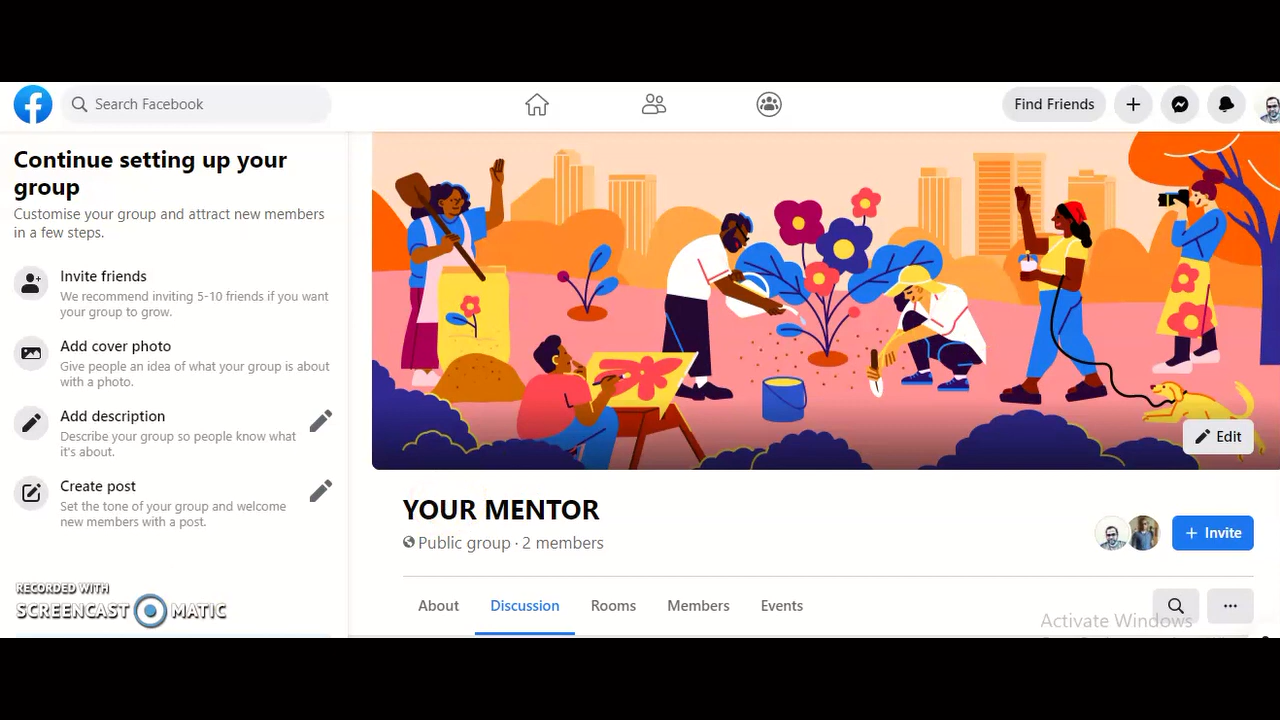 Search Facebook
Find Friends
Continue setting up your
group
Customise your group and attract new members
in a few steps.
Invite friends
We recommend inviting 5-10 friends if you want
your group to grow.
Add cover photo
Give people an idea of what your group is about
with a photo.
Add description
Describe your group so people know what
it's about.
Create post
Set the tone of your group and welcome
new members with a post.
RECORDED WITH
SCREENCAST MATIC
Edit
YOUR MENTOR
Public group · 2 members
+ Invite
About
Discussion
Rooms
Members
Events
Activate Windows